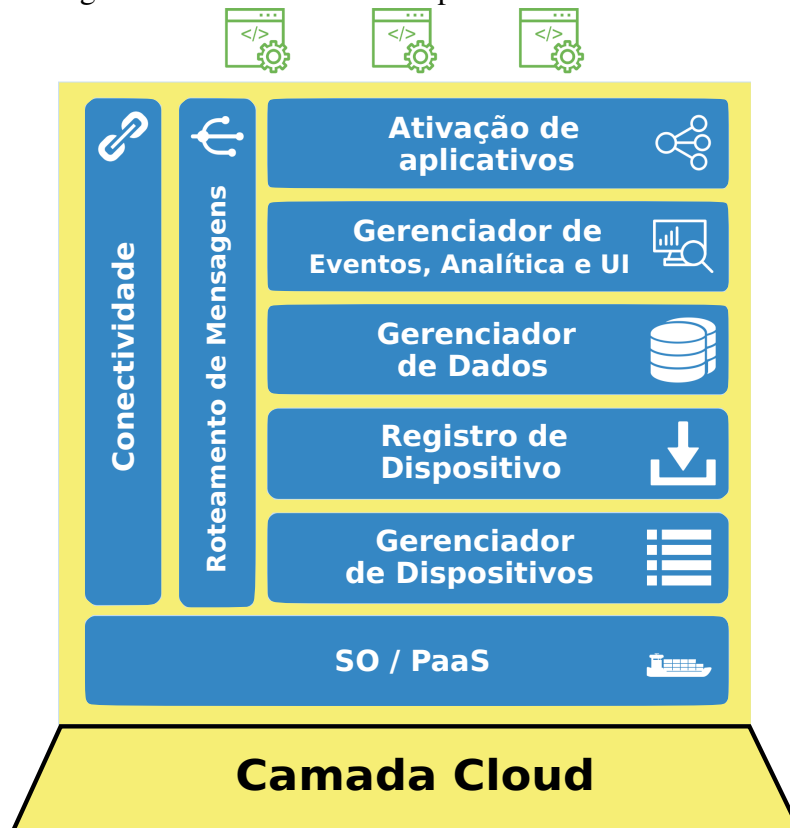 </>
</>
</>
Conectividade
Roteamento de Mensagens
Ativação de
aplicativos
Gerenciador de
Eventos, Analítica e UI
Gerenciador
de Dados
Registro de
Dispositivo
Gerenciador
de Dispositivos
SO / PaaS
Camada Cloud